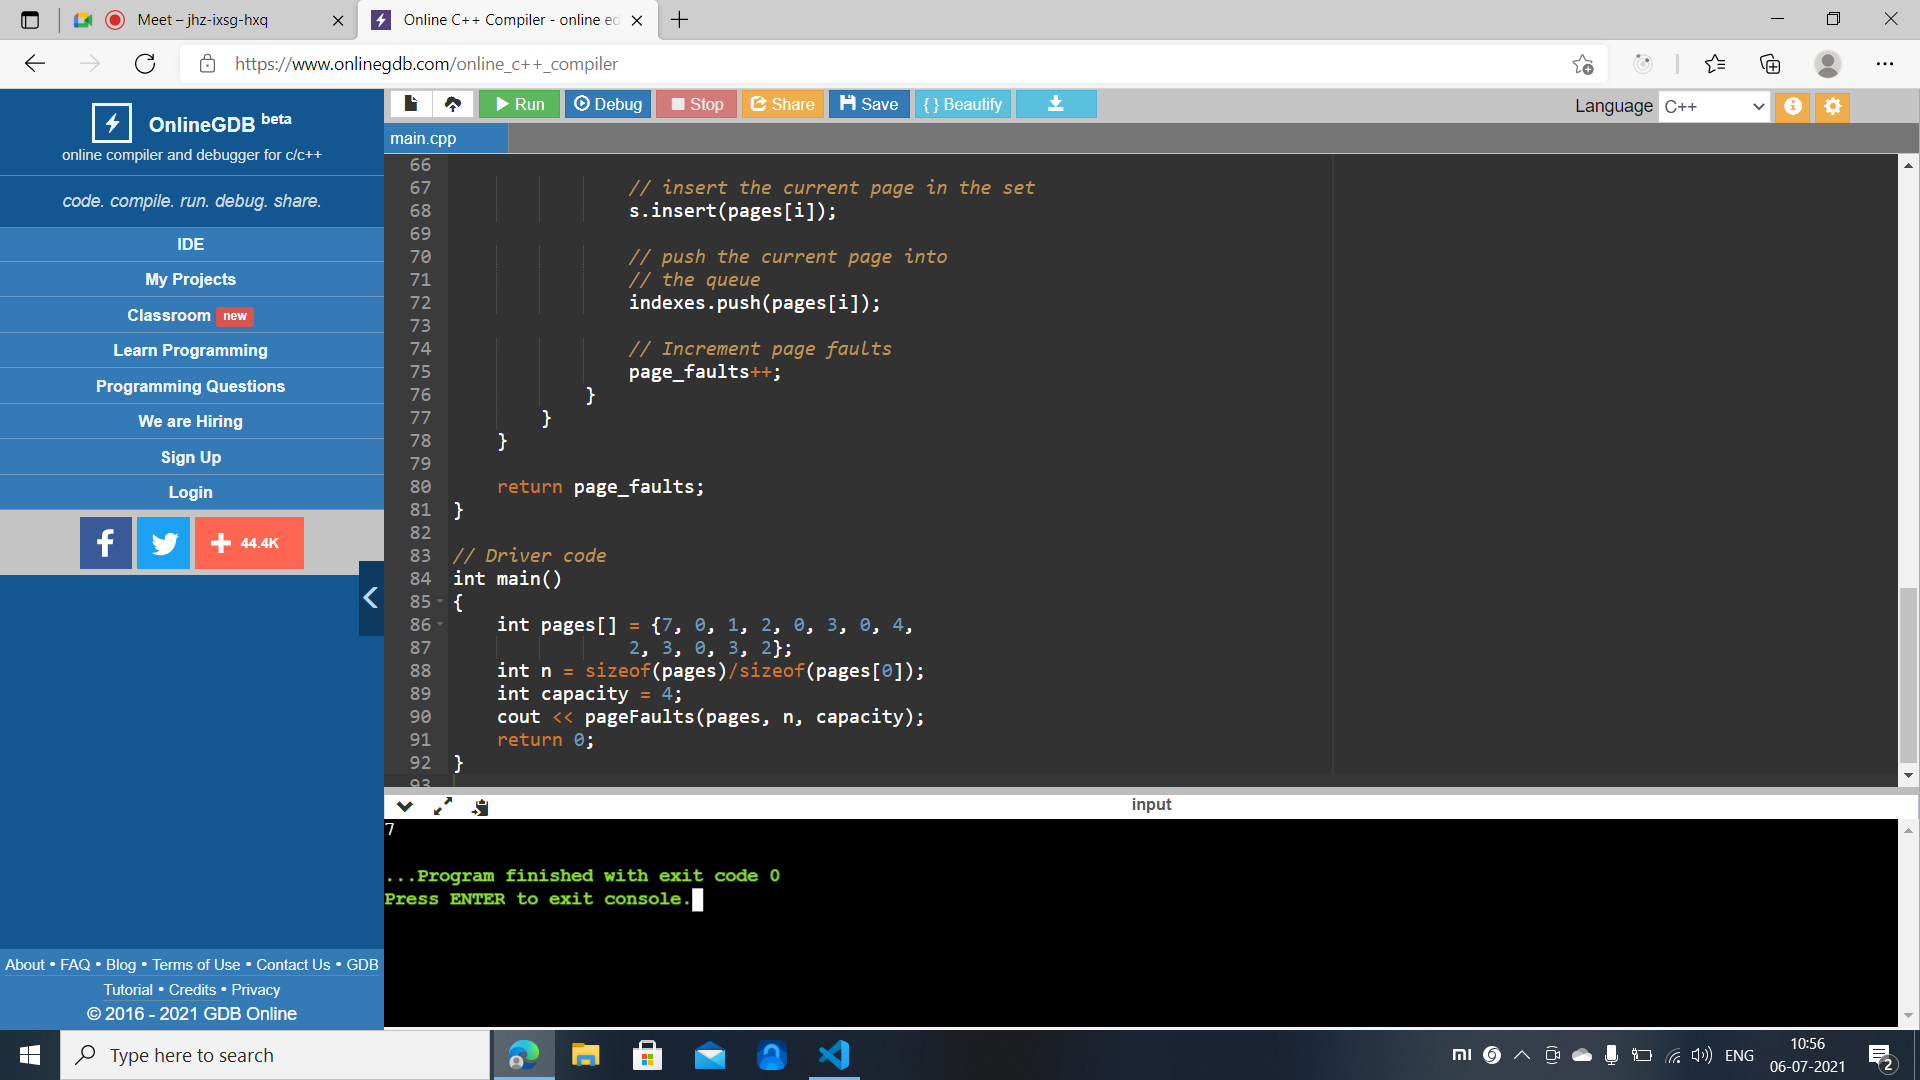 Meet – jhz-ixsg-hxq
Online C++ Compiler - online ed
https://www.onlinegdb.com/online_c++_compiler
OnlineGDB beta
online compiler and debugger for c/c++
code. compile. run. debug. share.
IDE
My Projects
Classroom new
Learn Programming
Programming Questions
We are Hiring
Sign Up
Login
44.4K
About • FAQ • Blog • Terms of Use • Contact Us • GDB
Tutorial • Credits • Privacy
© 2016 - 2021 GDB Online
Run Debug Stop Share Save { } Beautify
Language C++
main.cpp
66
67 // insert the current page in the set
68 s.insert(pages[i]);
69
70 // push the current page into
71 // the queue
72 indexes.push(pages[i]);
73
74 // Increment page faults
75 page_faults++;
76 }
77 }
78 }
79
80 return page_faults;
81 }
82
83 // Driver code
84 int main()
85 {
86 int pages[] = {7, 0, 1, 2, 0, 3, 0, 4,
87 2, 3, 0, 3, 2};
88 int n = sizeof(pages)/sizeof(pages[0]);
89 int capacity = 4;
90 cout << pageFaults(pages, n, capacity);
91 return 0;
92 }
93
input
7
...Program finished with exit code 0
Press ENTER to exit console.
Type here to search
mi
ENG
10:56
06-07-2021
2